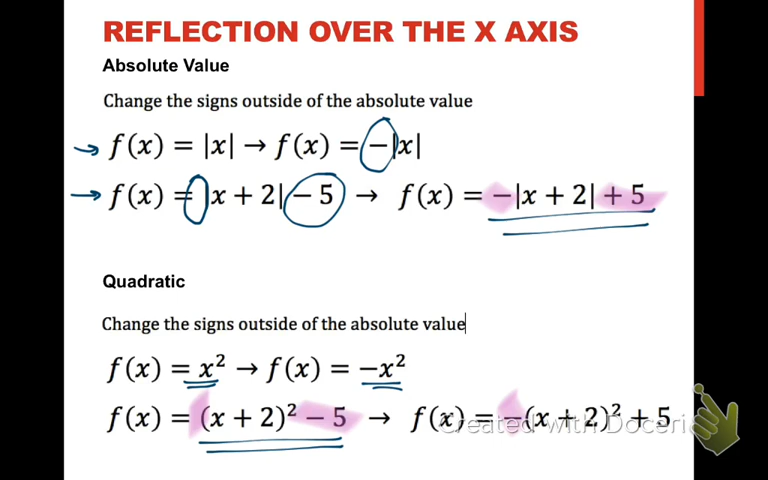 REFLECTION OVER THE X AXIS
Absolute Value
Change the signs outside of the absolute value
f(x) = |x| → f(x) = −|x|
f(x) = |x + 2| − 5 → f(x) = −|x + 2| + 5
Quadratic
Change the signs outside of the absolute value
f(x) = x² → f(x) = −x²
f(x) = (x + 2)² − 5 → f(x) = −(x + 2)² + 5
Created with Doceri